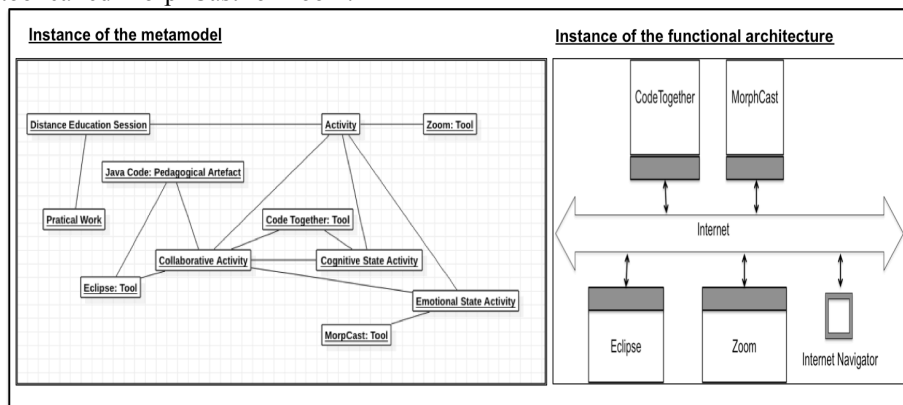 Instance of the metamodel
Instance of the functional architecture
Distance Education Session
Activity
Zoom: Tool
Java Code: Pedagogical Artefact
Pratical Work
Code Together: Tool
Collaborative Activity
Cognitive State Activity
Eclipse: Tool
Emotional State Activity
MorpCast: Tool
CodeTogether
MorphCast
Internet
Eclipse
Zoom
Internet Navigator